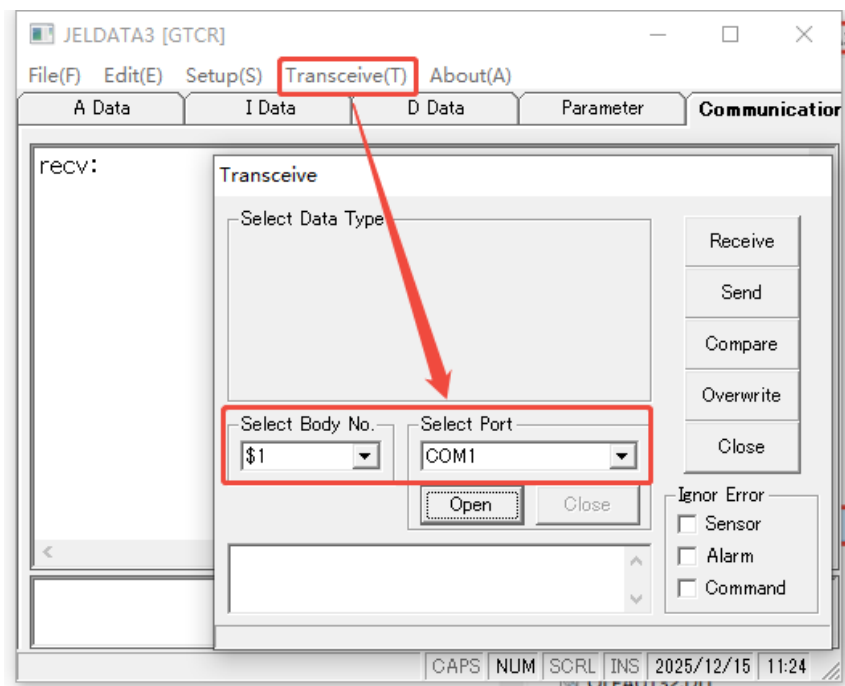 JELDATA3 [GTCR]
File(F) Edit(E) Setup(S) Transceive(T) About(A)
A Data I Data D Data Parameter Communication
recv:
Transceive
Select Data Type
Receive
Send
Compare
Overwrite
Close
Select Body No. Select Port
$1 COM1
Open Close
Ignor Error
Sensor
Alarm
Command
CAPS NUM SCRL INS 2025/12/15 11:24